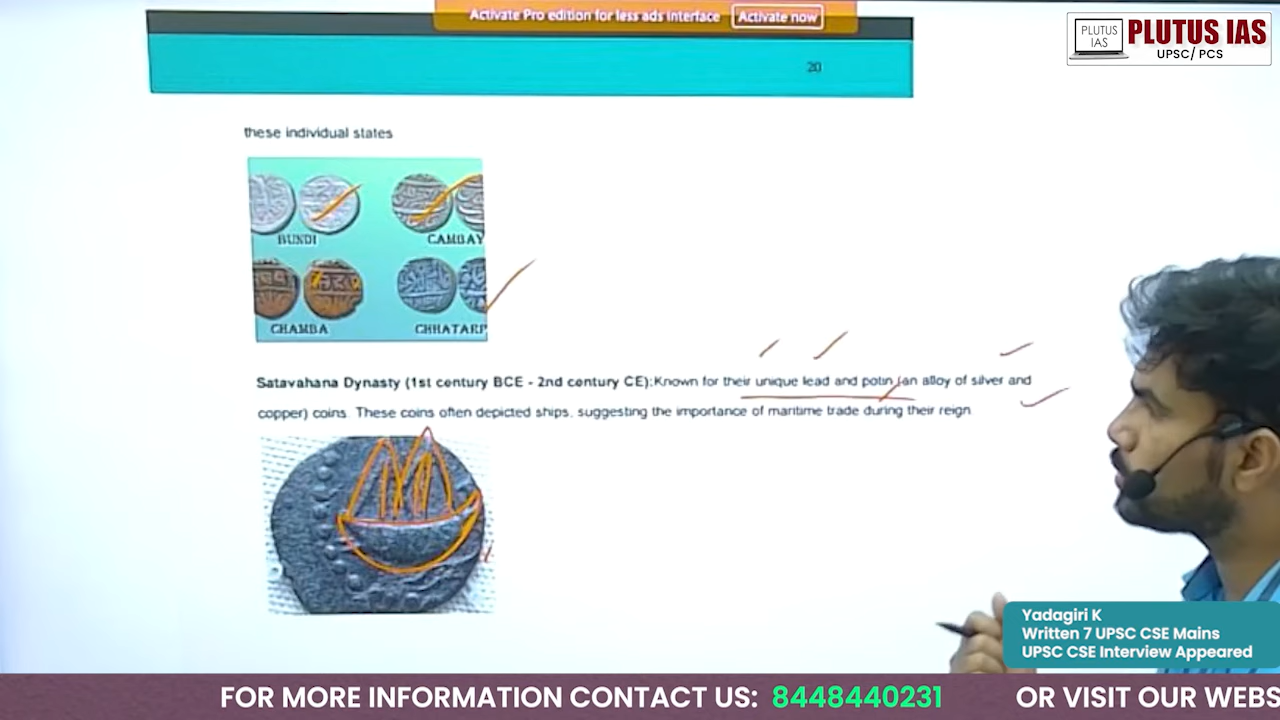 Activate Pro edition for less ads interface
Activate now
PLUTUS IAS
PLUTUS IAS
UPSC/ PCS
20
these individual states
BUNDI
CAMBAY
CHAMBA
CHHATARP
Satavahana Dynasty (1st century BCE - 2nd century CE):Known for their unique lead and potin (an alloy of silver and
copper) coins. These coins often depicted ships, suggesting the importance of maritime trade during their reign.
Yadagiri K
Written 7 UPSC CSE Mains
UPSC CSE Interview Appeared
FOR MORE INFORMATION CONTACT US: 8448440231 OR VISIT OUR WEBS